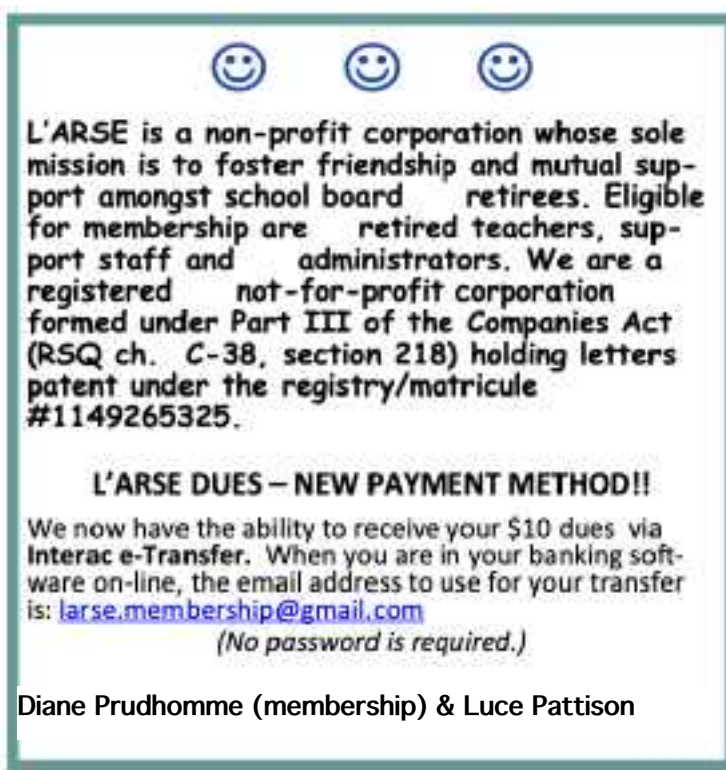 L'ARSE is a non-profit corporation whose sole
mission is to foster friendship and mutual sup-
port amongst school board retirees. Eligible
for membership are retired teachers, sup-
port staff and administrators. We are a
registered not-for-profit corporation
formed under Part III of the Companies Act
(RSQ ch. C-38, section 218) holding letters
patent under the registry/matricule
#1149265325.
L'ARSE DUES – NEW PAYMENT METHOD!!
We now have the ability to receive your $10 dues via
Interac e-Transfer. When you are in your banking soft-
ware on-line, the email address to use for your transfer
is: larse.membership@gmail.com
(No password is required.)
Diane Prudhomme (membership) & Luce Pattison